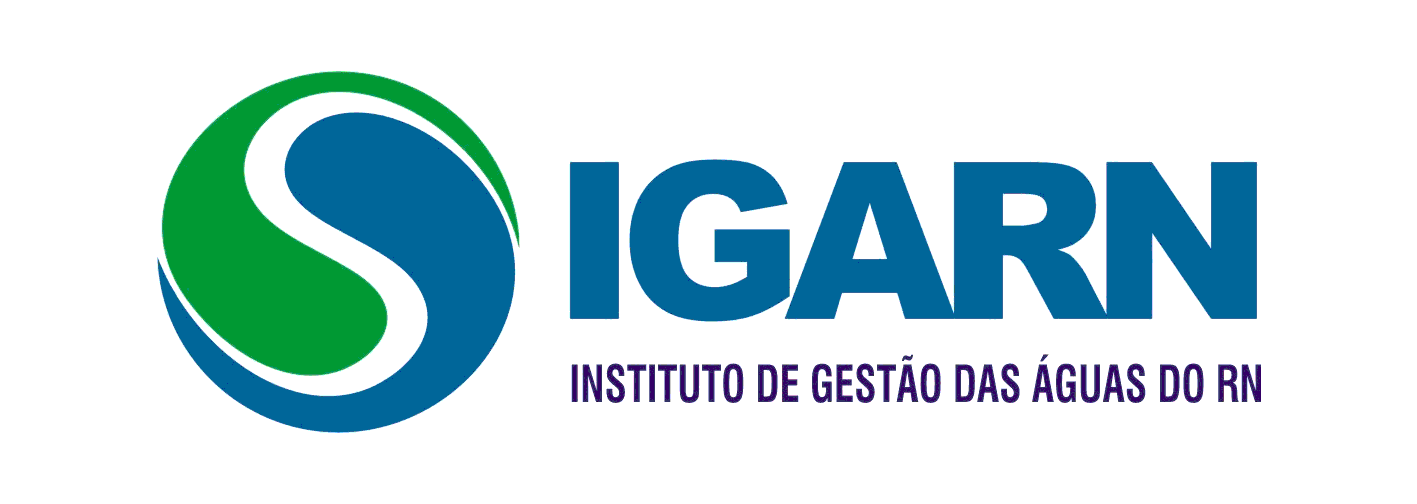 IGARN
INSTITUTO DE GESTÃO DAS ÁGUAS DO RN